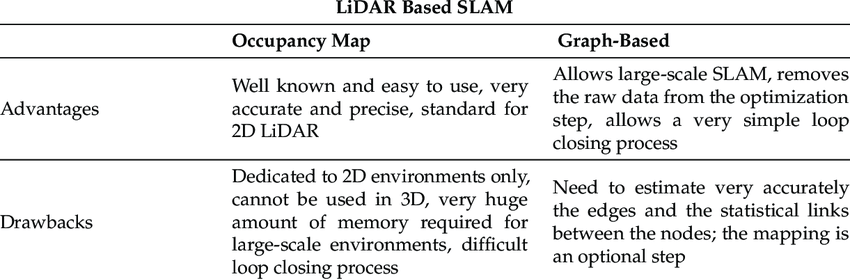 LiDAR Based SLAM
Occupancy Map Graph-Based
Advantages
Well known and easy to use, very
accurate and precise, standard for
2D LiDAR
Allows large-scale SLAM, removes
the raw data from the optimization
step, allows a very simple loop
closing process
Drawbacks
Dedicated to 2D environments only,
cannot be used in 3D, very huge
amount of memory required for
large-scale environments, difficult
loop closing process
Need to estimate very accurately
the edges and the statistical links
between the nodes; the mapping is
an optional step